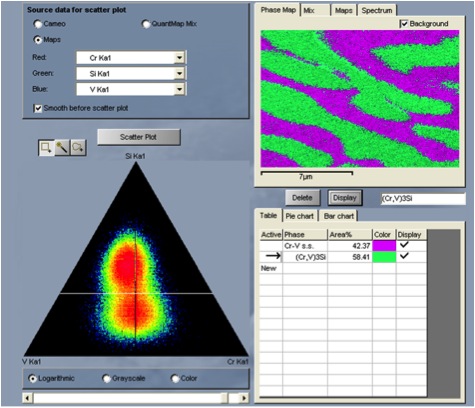 Source data for scatter plot
Cameo QuantMap Mix
Maps
Red: Cr Ka1
Green: Si Ka1
Blue: V Ka1
Smooth before scatter plot
Scatter Plot
Si Ka1
V Ka1 Cr Ka1
Logarithmic Grayscale Color
Phase Map Mix Maps Spectrum
Background
7µm
Delete Display (Cr,V)3Si
Table Pie chart Bar chart
Active Phase Area% Color Display
Cr-V s.s. 42.37
(Cr,V)3Si 58.41
New